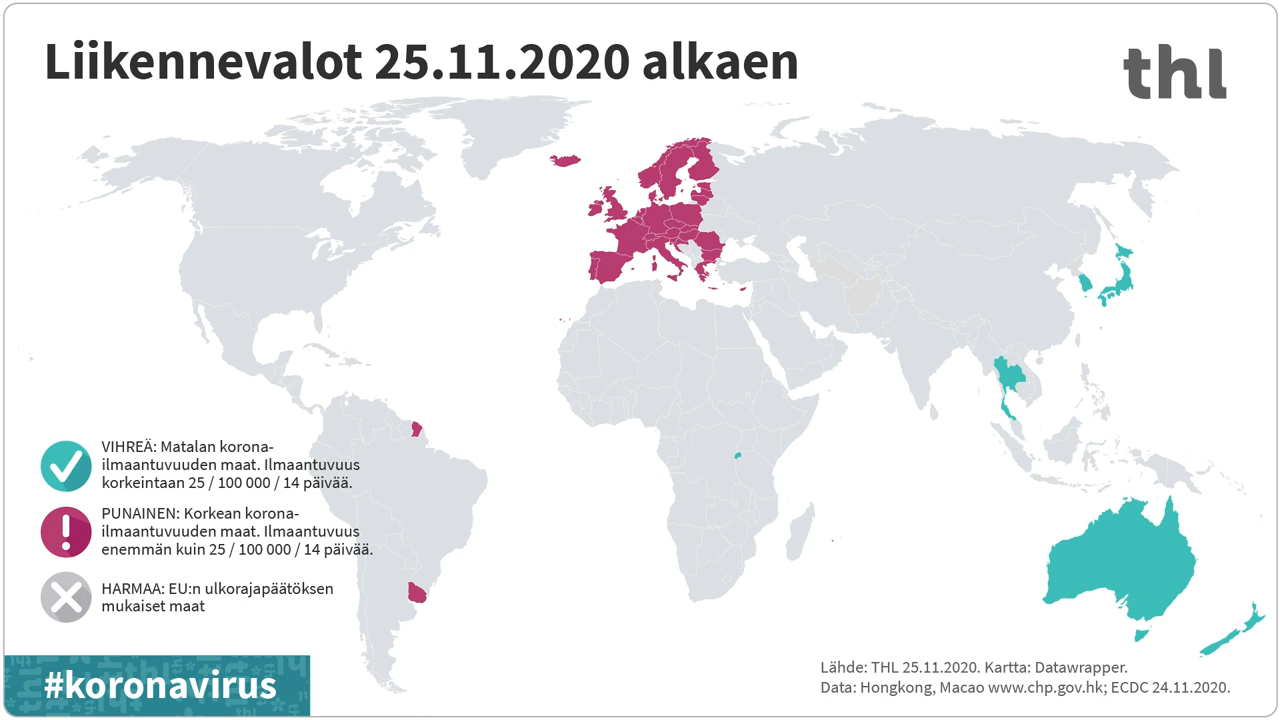 Liikennevalot 25.11.2020 alkaen
thl
VIHREÄ: Matalan korona-
ilmaantuvuuden maat. Ilmaantuvuus
korkeintaan 25 / 100 000 / 14 päivää.
PUNAINEN: Korkean korona-
ilmaantuvuuden maat. Ilmaantuvuus
enemmän kuin 25 / 100 000 / 14 päivää.
HARMAA: EU:n ulkorajapäätöksen
mukaiset maat
#koronavirus
Lähde: THL 25.11.2020. Kartta: Datawrapper.
Data: Hongkong, Macao www.chp.gov.hk; ECDC 24.11.2020.